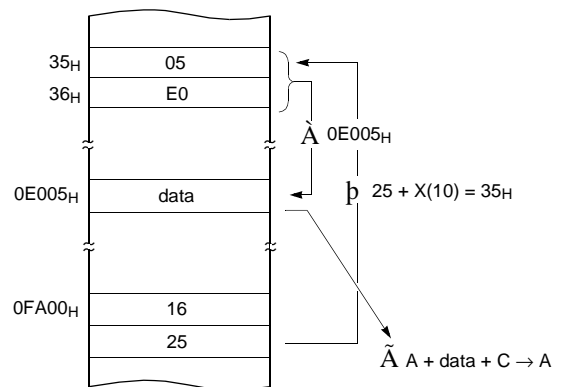 35H 05
36H E0
À 0E005H
0E005H data
þ 25 + X(10) = 35H
0FA00H 16
25
Ã A + data + C → A